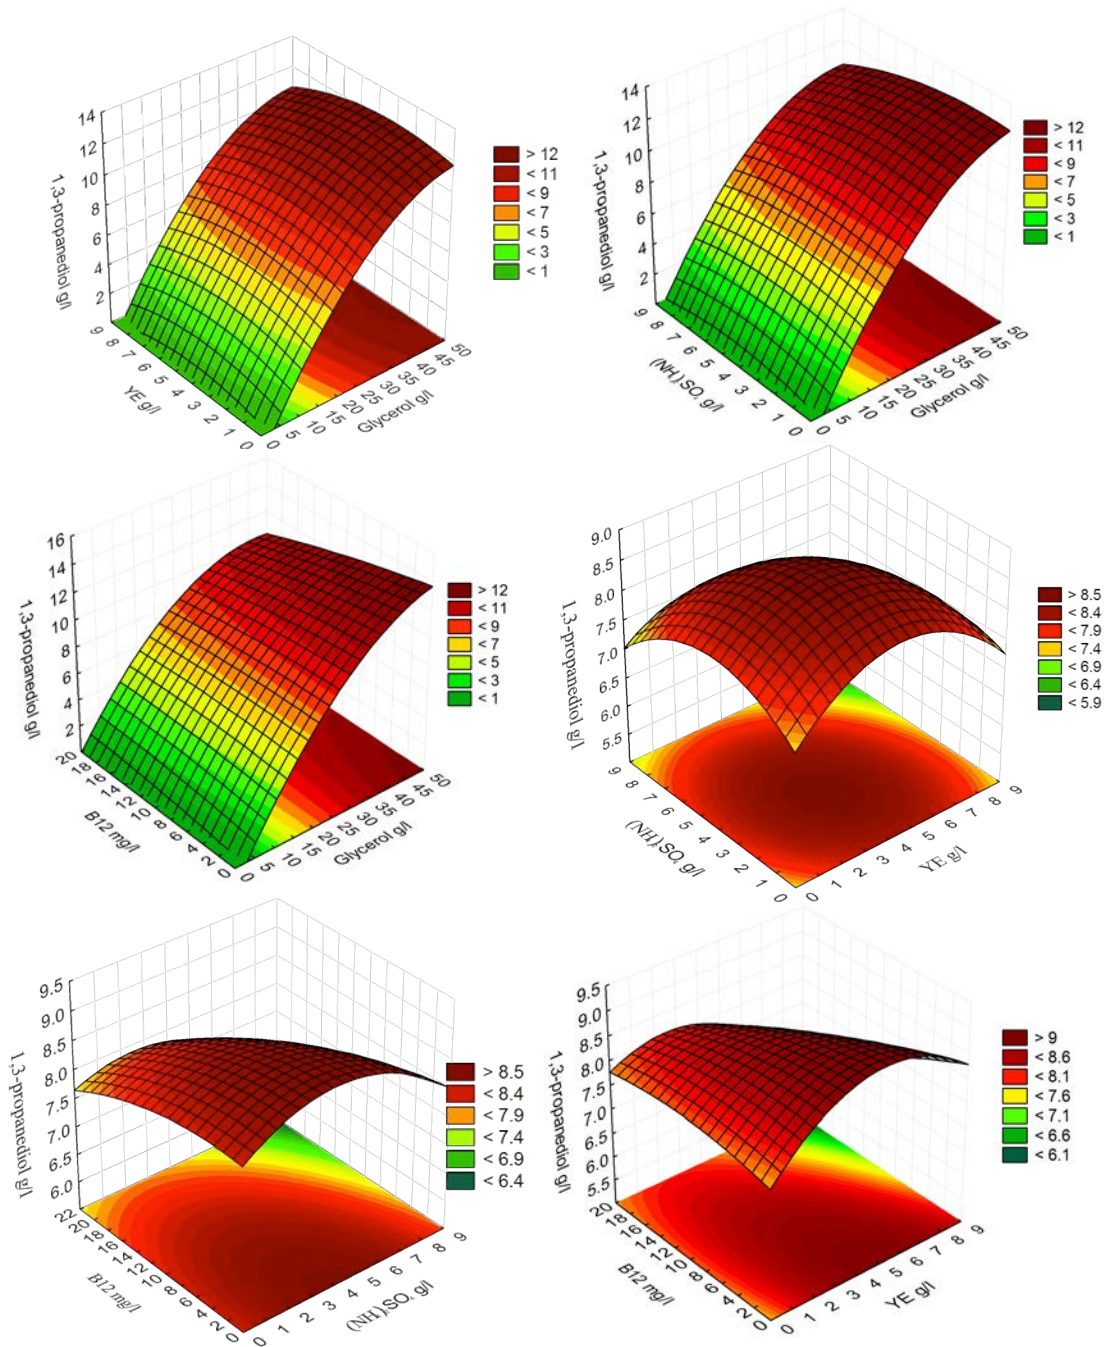 14
12
10
8
6
4
2
1,3-propanediol g/l
9 8 7 6 5 4 3 2 1 0
YE g/l
0 5 10 15 20 25 30 35 40 45 50
Glycerol g/l
> 12
< 11
< 9
< 7
< 5
< 3
< 1
14
12
10
8
6
4
2
1,3-propanediol g/l
9 8 7 6 5 4 3 2 1 0
(NH₄)SO₄ g/l
0 5 10 15 20 25 30 35 40 45 50
Glycerol g/l
> 12
< 11
< 9
< 7
< 5
< 3
< 1
16
14
12
10
8
6
4
2
1,3-propanediol g/l
20 18 16 14 12 10 8 6 4 2 0
B12 mg/l
0 5 10 15 20 25 30 35 40 45 50
Glycerol g/l
> 12
< 11
< 9
< 7
< 5
< 3
< 1
9.0
8.5
8.0
7.5
7.0
6.5
6.0
5.5
1,3-propanediol g/l
9 8 7 6 5 4 3 2 1 0
(NH₄)SO₄ g/l
0 1 2 3 4 5 6 7 8 9
YE g/l
> 8.5
< 8.4
< 7.9
< 7.4
< 6.9
< 6.4
< 5.9
9.5
9.0
8.5
8.0
7.5
7.0
6.5
6.0
1,3-propanediol g/l
22 20 18 16 14 12 10 8 6 4 2 0
B12 mg/l
0 1 2 3 4 5 6 7 8 9
(NH₄)SO₄ g/l
> 8.5
< 8.4
< 7.9
< 7.4
< 6.9
< 6.4
9.5
9.0
8.5
8.0
7.5
7.0
6.5
6.0
5.5
1,3-propanediol g/l
20 18 16 14 12 10 8 6 4 2 0
B12 mg/l
0 1 2 3 4 5 6 7 8 9
YE g/l
> 9
< 8.6
< 8.1
< 7.6
< 7.1
< 6.6
< 6.1